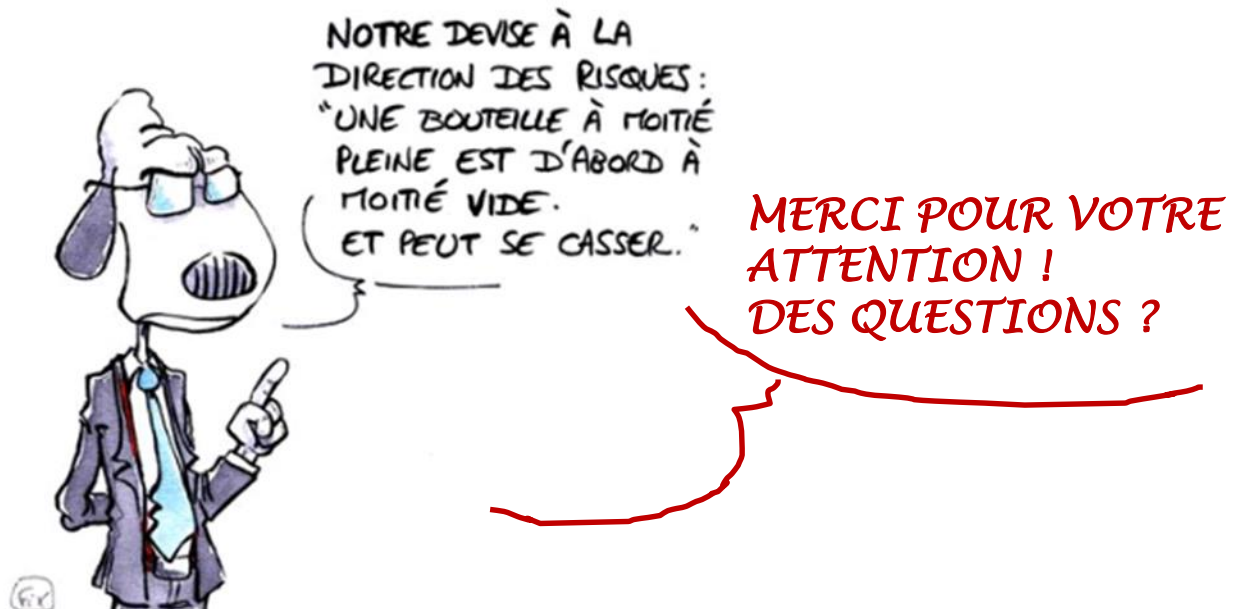 NOTRE DEVISE À LA
DIRECTION DES RISQUES :
"UNE BOUTEILLE À MOITIÉ
PLEINE EST D'ABORD À
MOITIÉ VIDE.
ET PEUT SE CASSER."
MERCI POUR VOTRE
ATTENTION !
DES QUESTIONS ?
Fix